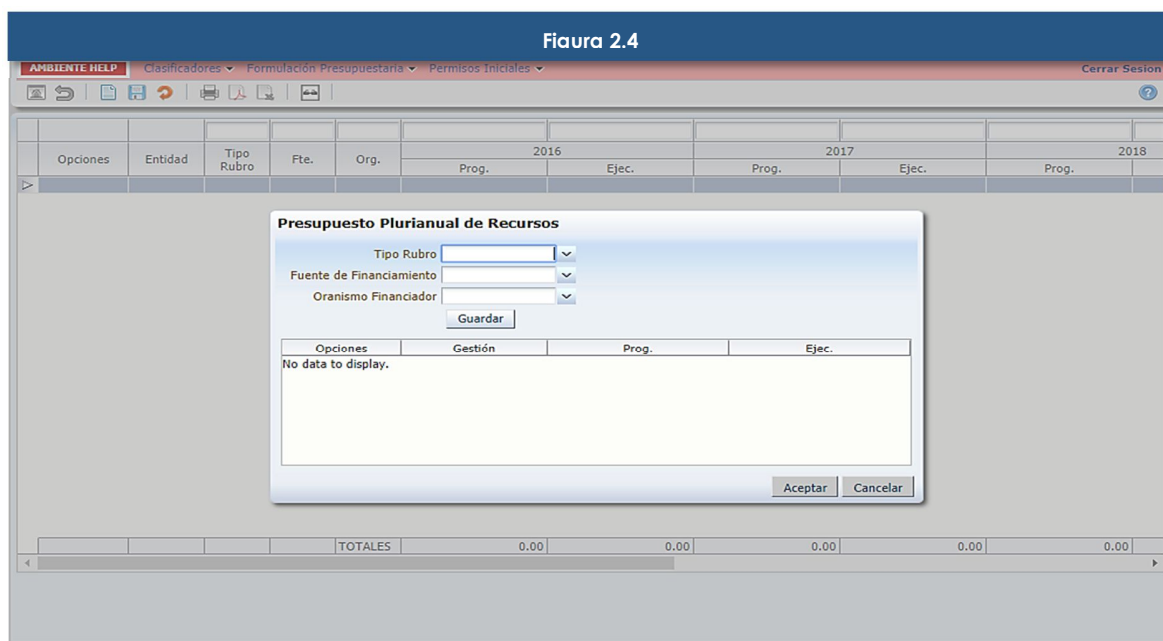 Fiaura 2.4
AMBIENTE HELP Clasificadores Formulación Presupuestaria Permisos Iniciales Cerrar Sesion
Opciones Entidad Tipo Rubro Fte. Org. 2016 2017 2018
Prog. Ejec. Prog. Ejec. Prog.
Presupuesto Plurianual de Recursos
Tipo Rubro
Fuente de Financiamiento
Oranismo Financiador
Guardar
Opciones Gestión Prog. Ejec.
No data to display.
Aceptar Cancelar
TOTALES 0.00 0.00 0.00 0.00 0.00